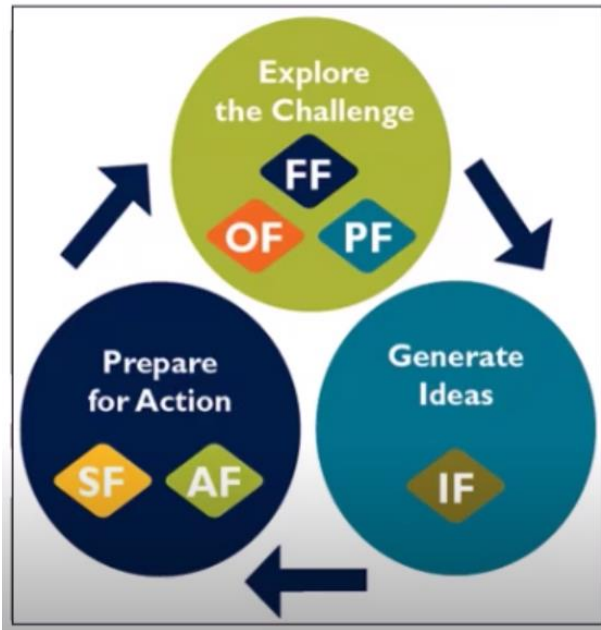 Explore
the Challenge
FF
OF PF
Generate
Ideas
IF
Prepare
for Action
SF AF